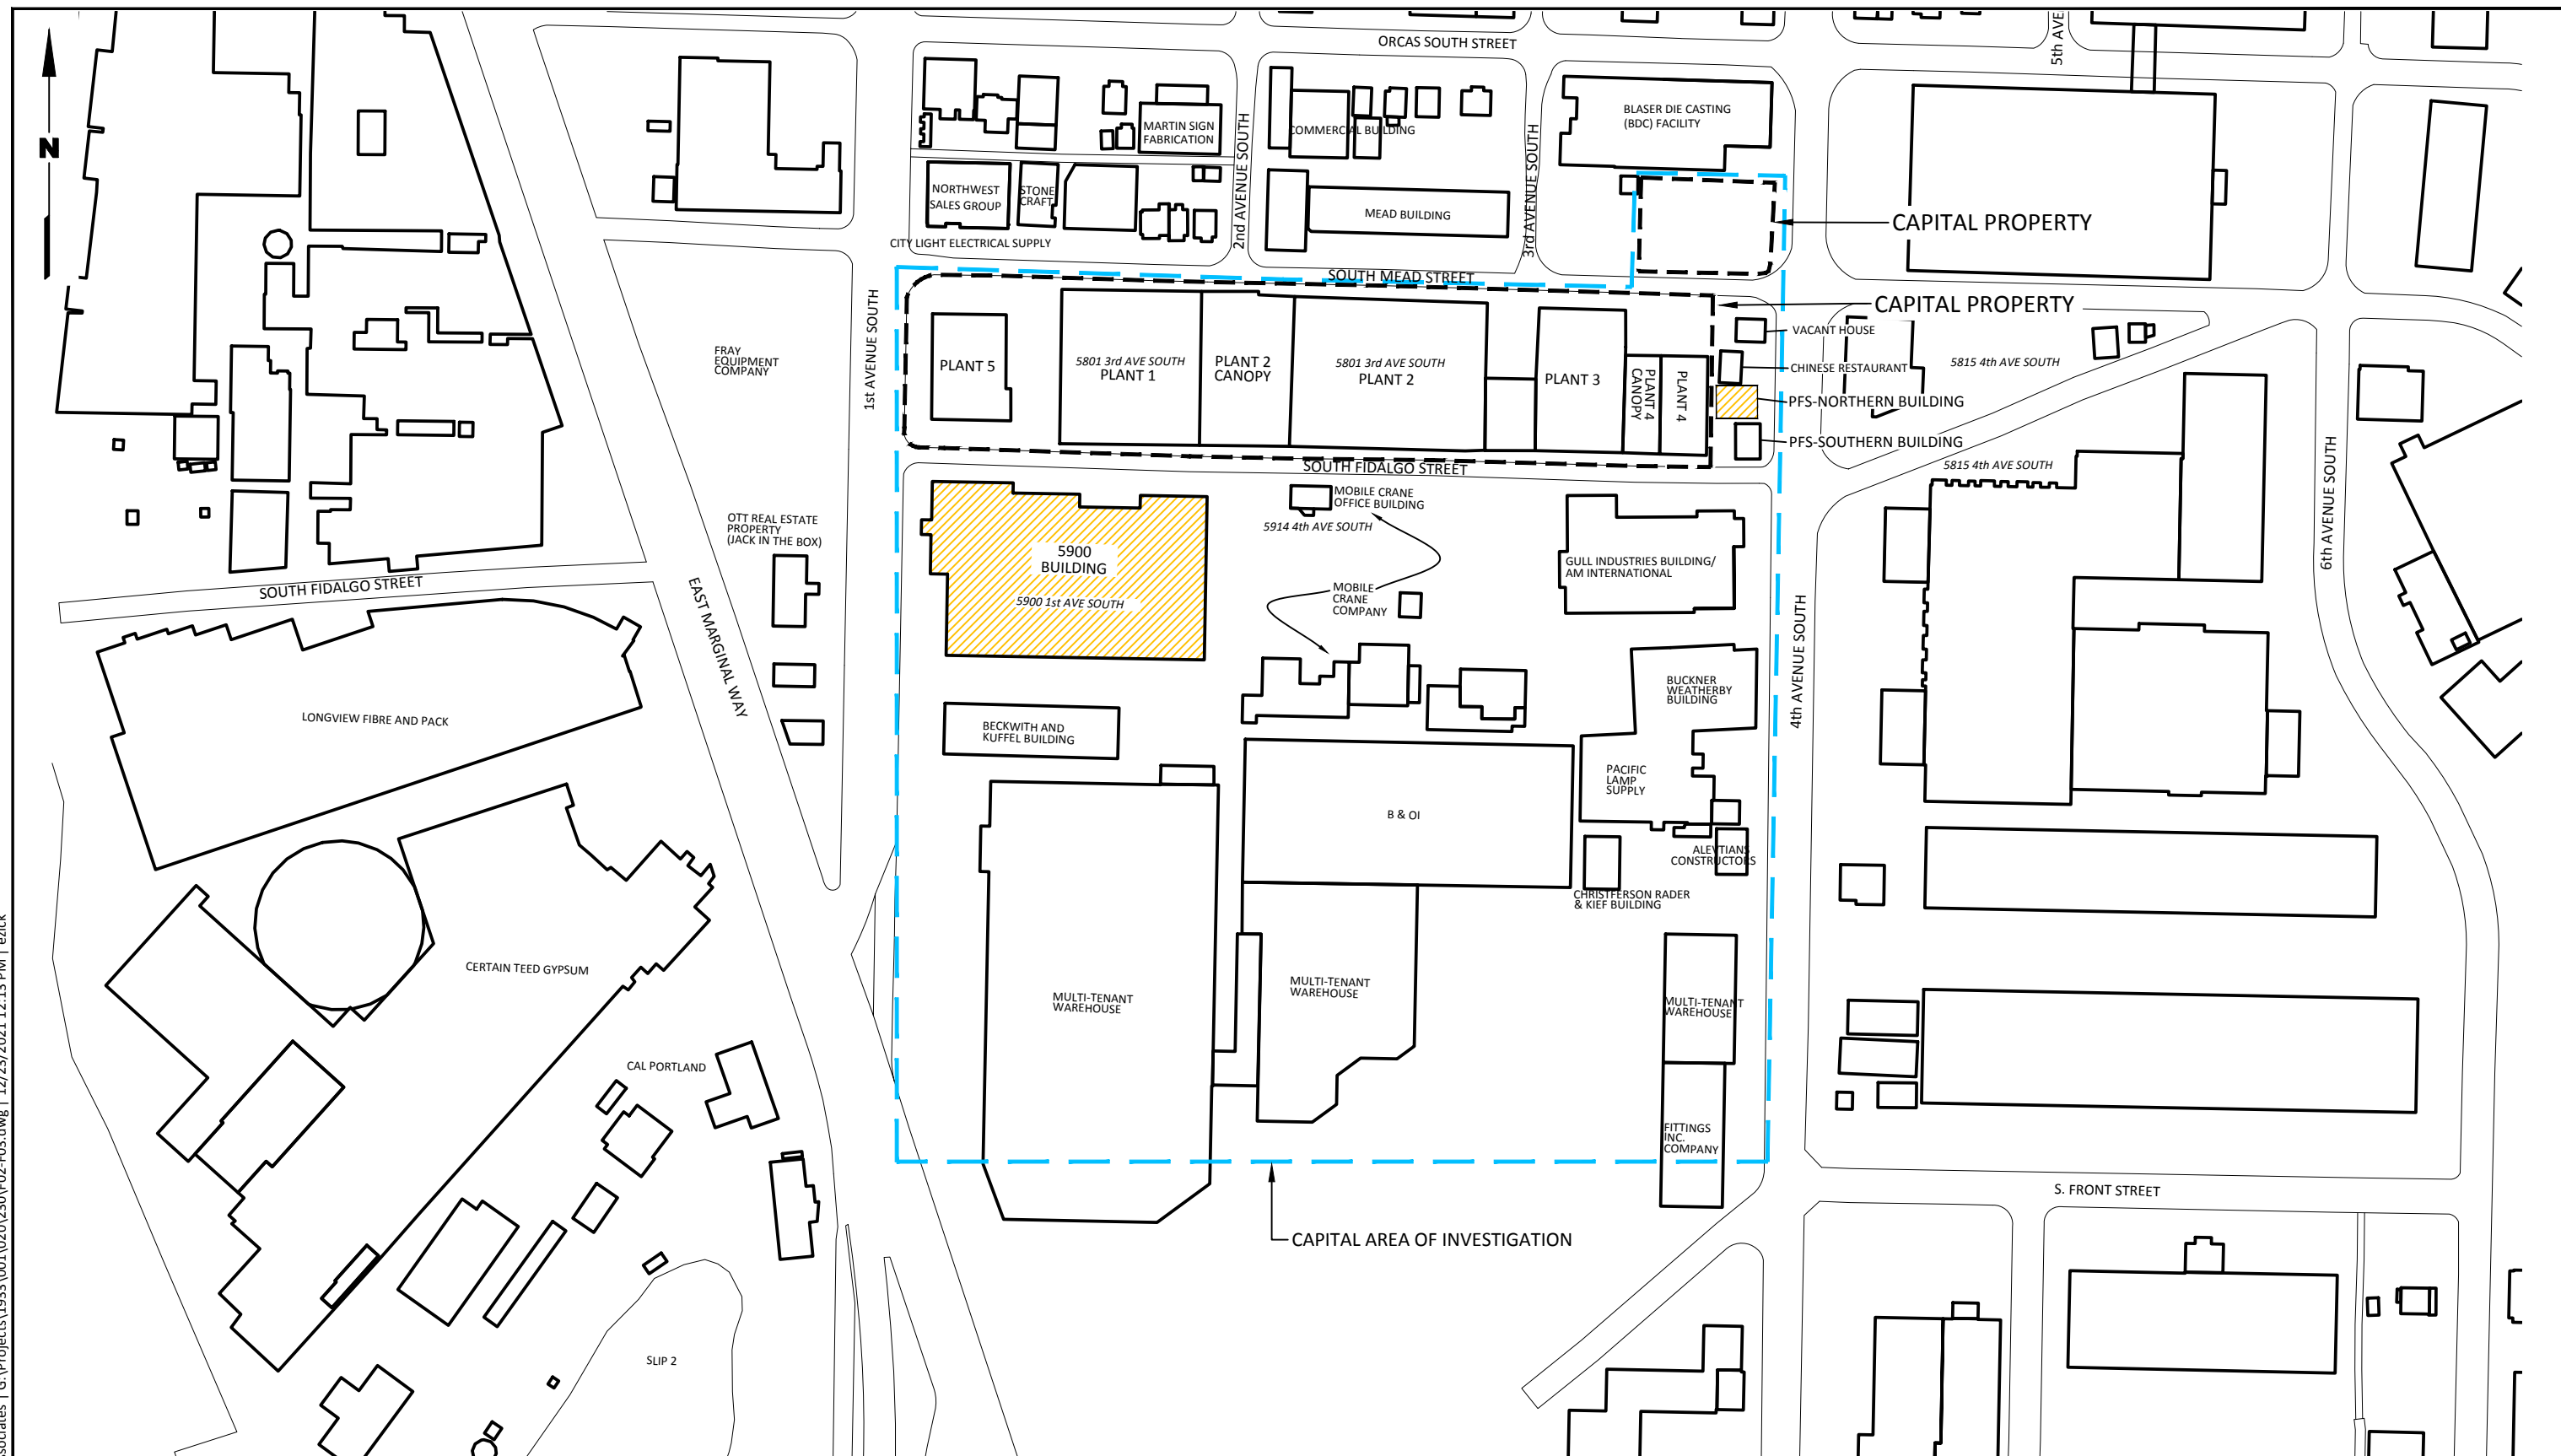 ORCAS SOUTH STREET
5th AVE
N
BLASER DIE CASTING
(BDC) FACILITY
MARTIN SIGN
FABRICATION
COMMERCIAL BUILDING
2nd AVENUE SOUTH
3rd AVENUE SOUTH
NORTHWEST
SALES GROUP
STONE
CRAFT
MEAD BUILDING
CAPITAL PROPERTY
CITY LIGHT ELECTRICAL SUPPLY
SOUTH MEAD STREET
CAPITAL PROPERTY
1st AVENUE SOUTH
FRAY
EQUIPMENT
COMPANY
PLANT 5
5801 3rd AVE SOUTH
PLANT 1
PLANT 2
CANOPY
5801 3rd AVE SOUTH
PLANT 2
PLANT 3
PLANT 4
CANOPY
PLANT 4
VACANT HOUSE
CHINESE RESTAURANT
5815 4th AVE SOUTH
PFS-NORTHERN BUILDING
PFS-SOUTHERN BUILDING
SOUTH FIDALGO STREET
5815 4th AVE SOUTH
6th AVENUE SOUTH
MOBILE CRANE
OFFICE BUILDING
5914 4th AVE SOUTH
OTT REAL ESTATE
PROPERTY
(JACK IN THE BOX)
5900
BUILDING
5900 1st AVE SOUTH
GULL INDUSTRIES BUILDING/
AM INTERNATIONAL
SOUTH FIDALGO STREET
EAST MARGINAL WAY
MOBILE
CRANE
COMPANY
4th AVENUE SOUTH
BUCKNER
WEATHERBY
BUILDING
LONGVIEW FIBRE AND PACK
BECKWITH AND
KUFFEL BUILDING
PACIFIC
LAMP
SUPPLY
B & OI
ALEVTIANS
CONSTRUCTORS
CHRISTFERSON RADER
& KIEF BUILDING
CERTAIN TEED GYPSUM
MULTI-TENANT
WAREHOUSE
MULTI-TENANT
WAREHOUSE
MULTI-TENANT
WAREHOUSE
CAL PORTLAND
FITTINGS
INC.
COMPANY
S. FRONT STREET
CAPITAL AREA OF INVESTIGATION
SLIP 2